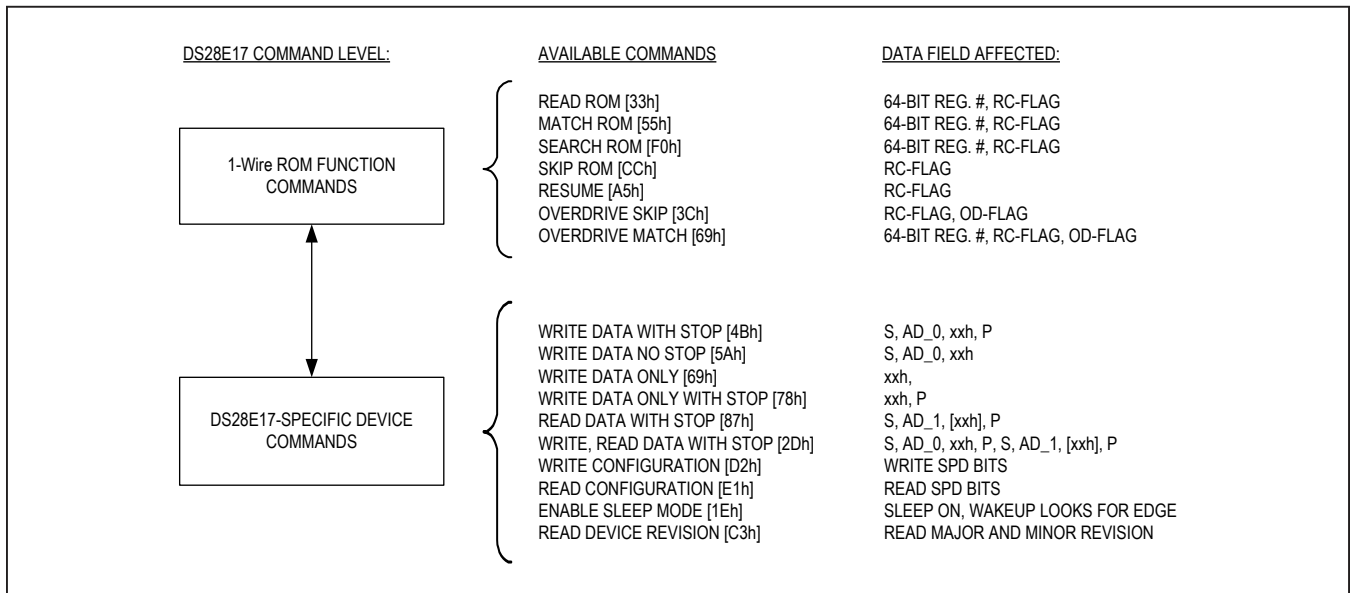 DS28E17 COMMAND LEVEL: AVAILABLE COMMANDS DATA FIELD AFFECTED:
1-Wire ROM FUNCTION
COMMANDS
READ ROM [33h] 64-BIT REG. #, RC-FLAG
MATCH ROM [55h] 64-BIT REG. #, RC-FLAG
SEARCH ROM [F0h] 64-BIT REG. #, RC-FLAG
SKIP ROM [CCh] RC-FLAG
RESUME [A5h] RC-FLAG
OVERDRIVE SKIP [3Ch] RC-FLAG, OD-FLAG
OVERDRIVE MATCH [69h] 64-BIT REG. #, RC-FLAG, OD-FLAG
DS28E17-SPECIFIC DEVICE
COMMANDS
WRITE DATA WITH STOP [4Bh] S, AD_0, xxh, P
WRITE DATA NO STOP [5Ah] S, AD_0, xxh
WRITE DATA ONLY [69h] xxh,
WRITE DATA ONLY WITH STOP [78h] xxh, P
READ DATA WITH STOP [87h] S, AD_1, [xxh], P
WRITE, READ DATA WITH STOP [2Dh] S, AD_0, xxh, P, S, AD_1, [xxh], P
WRITE CONFIGURATION [D2h] WRITE SPD BITS
READ CONFIGURATION [E1h] READ SPD BITS
ENABLE SLEEP MODE [1Eh] SLEEP ON, WAKEUP LOOKS FOR EDGE
READ DEVICE REVISION [C3h] READ MAJOR AND MINOR REVISION